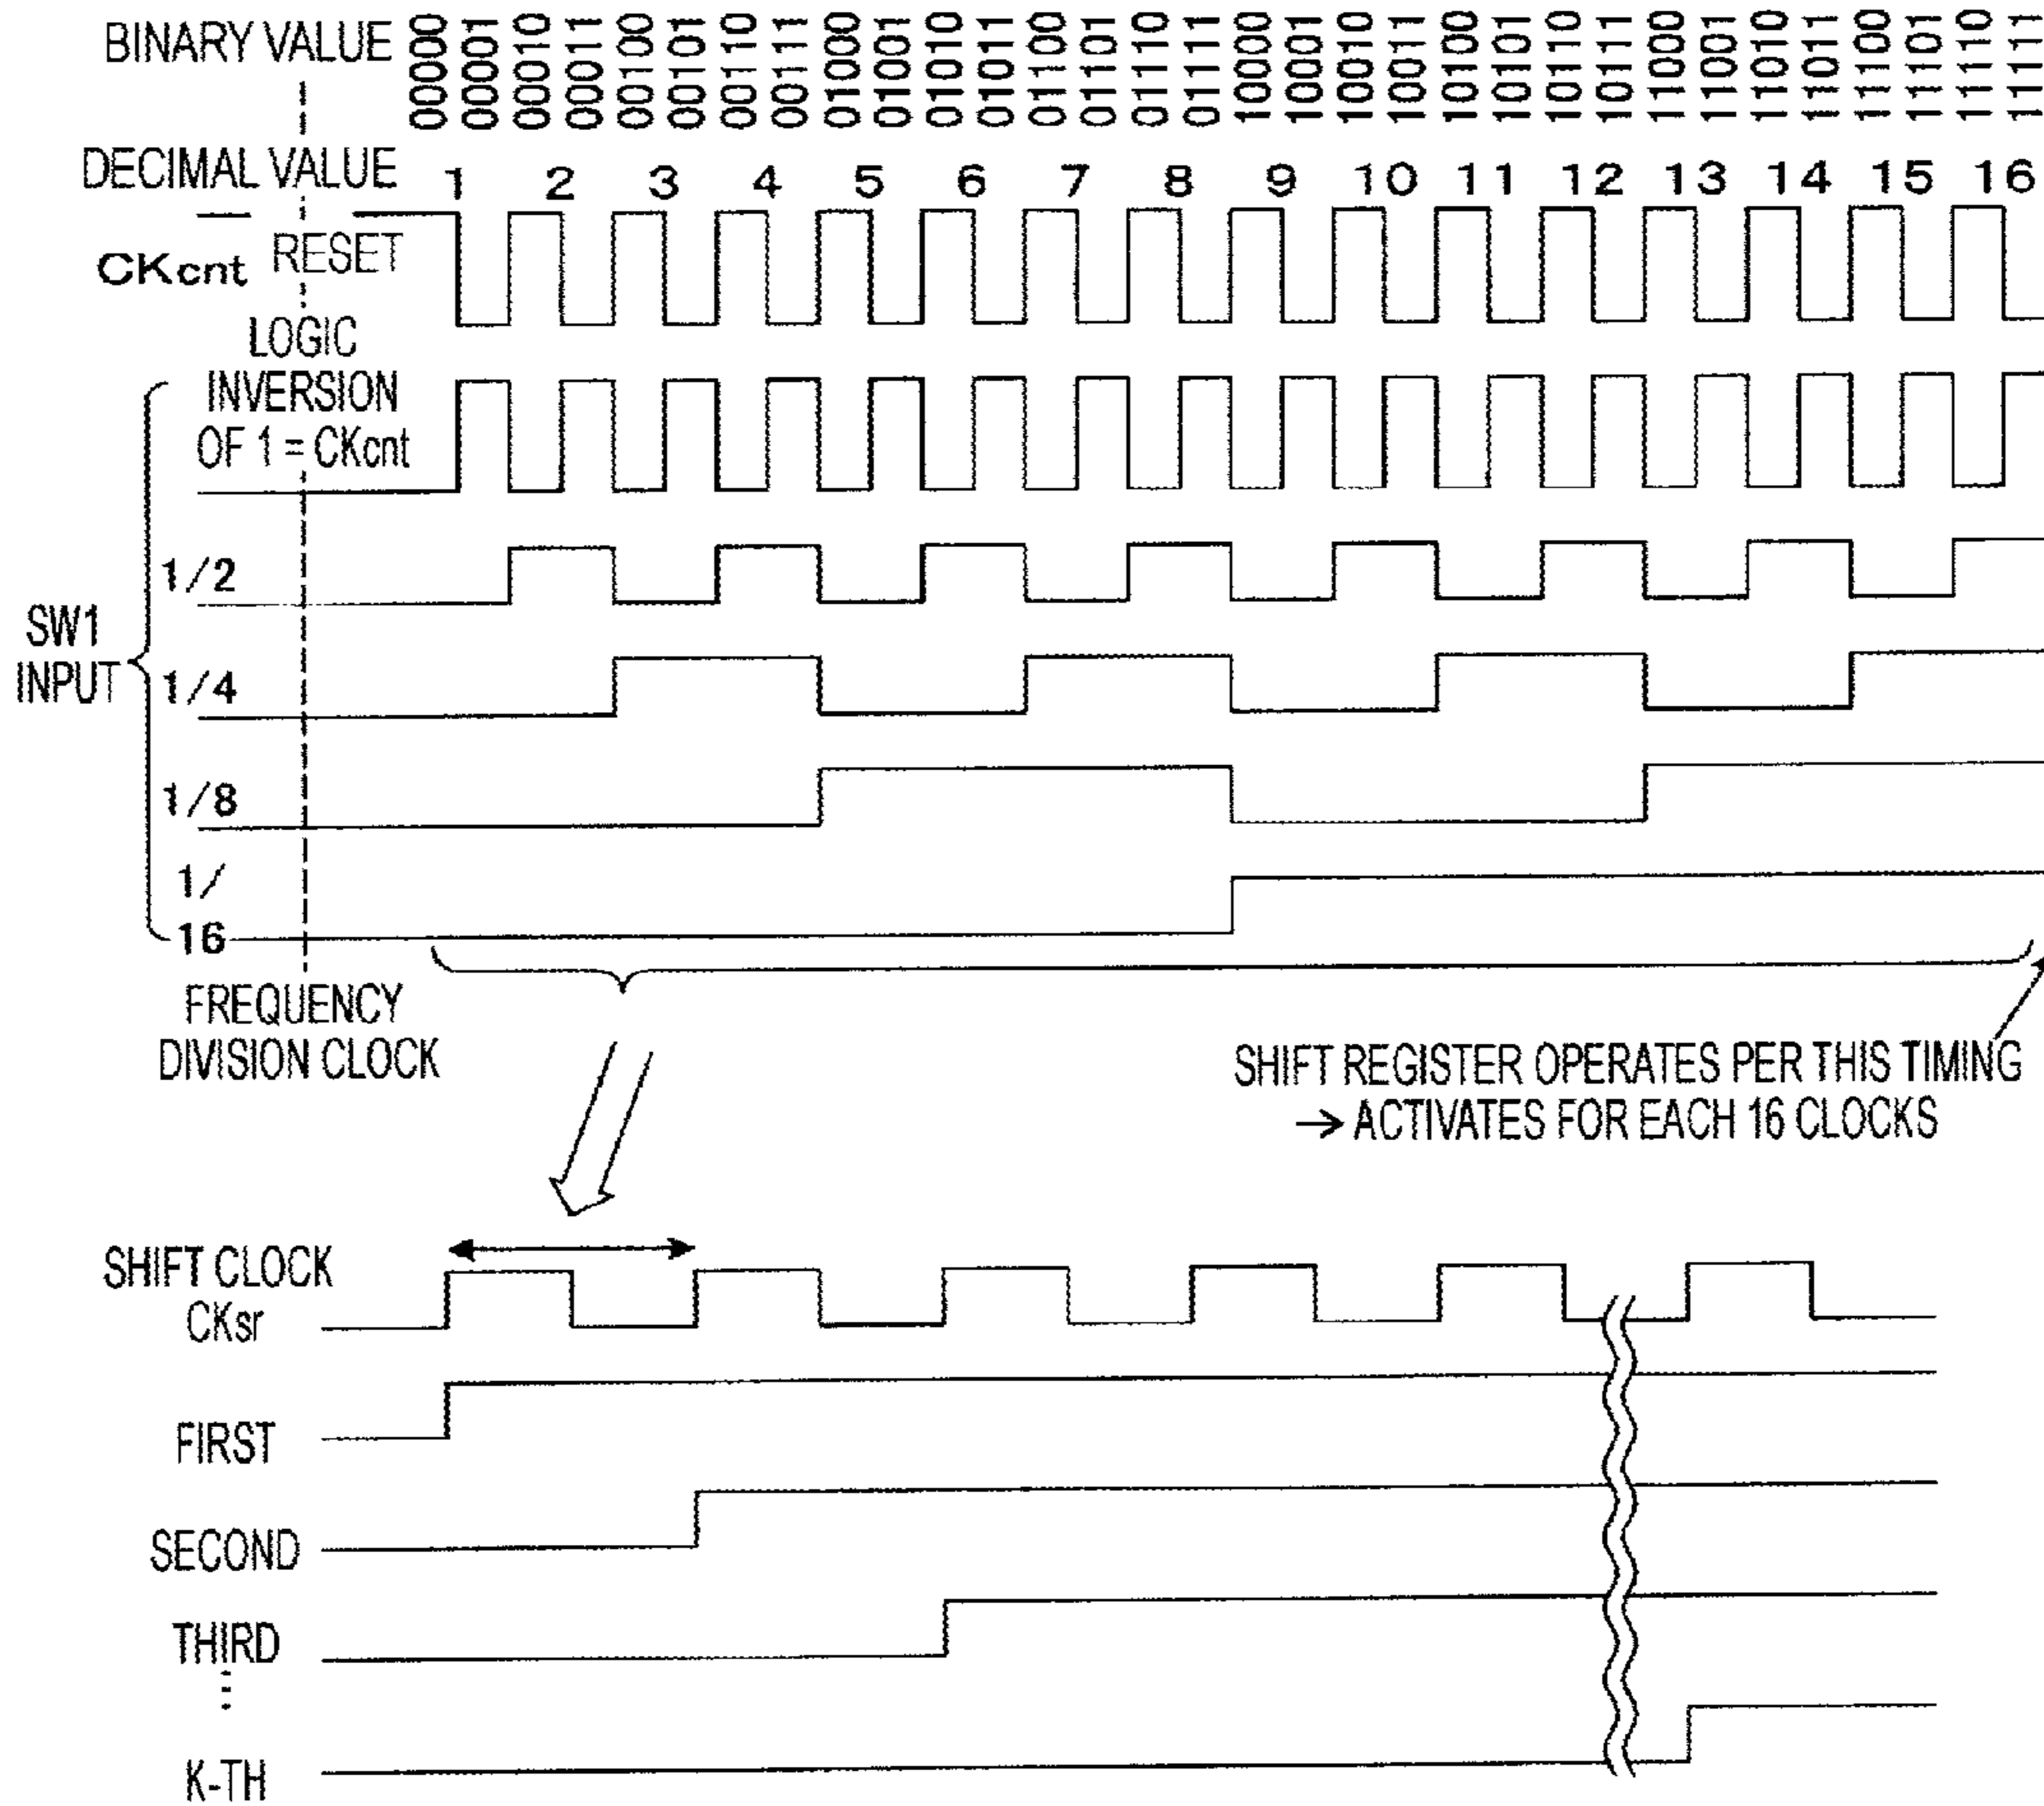 BINARY VALUE 00000 00001 00010 00011 00100 00101 00110 00111 01000 01001 01010 01011 01100 01101 01110 01111 10000 10001 10010 10011 10100 10101 10110 10111 11000 11001 11010 11011 11100 11101 11110 11111
DECIMAL VALUE 1 2 3 4 5 6 7 8 9 10 11 12 13 14 15 16
CKcnt RESET
LOGIC
INVERSION
OF 1 = CKcnt
1/2
SW1
INPUT
1/4
1/8
1/
16
FREQUENCY
DIVISION CLOCK
SHIFT REGISTER OPERATES PER THIS TIMING
→ ACTIVATES FOR EACH 16 CLOCKS
SHIFT CLOCK
CKsr
FIRST
SECOND
THIRD
⋮
K-TH